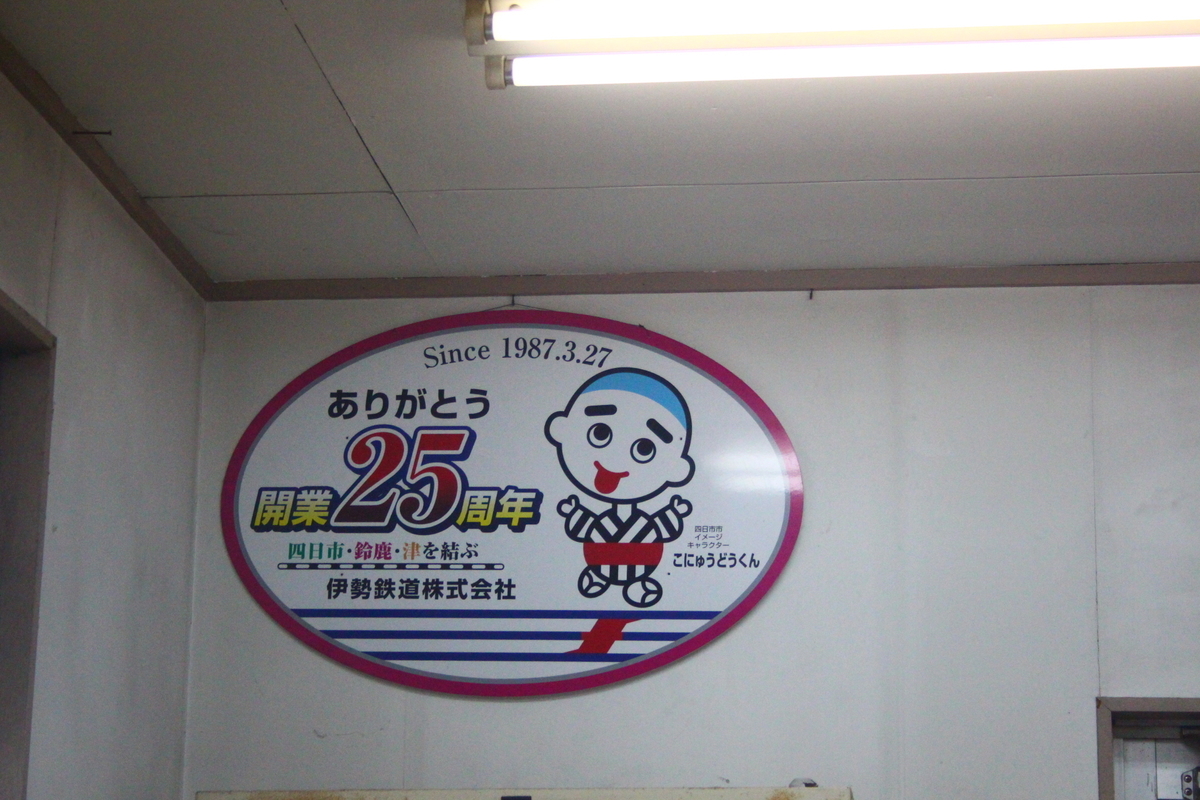 Since 1987.3.27
ありがとう
開業25周年
四日市・鈴鹿・津を結ぶ
伊勢鉄道株式会社
四日市市
イメージ
キャラクター
こにゅうどうくん